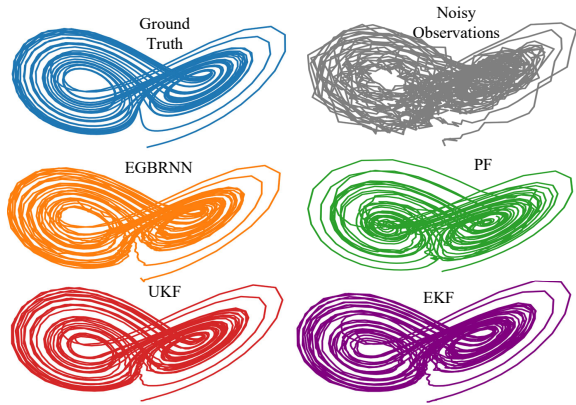 Ground
Truth
Noisy
Observations
EGBRNN
PF
UKF
EKF